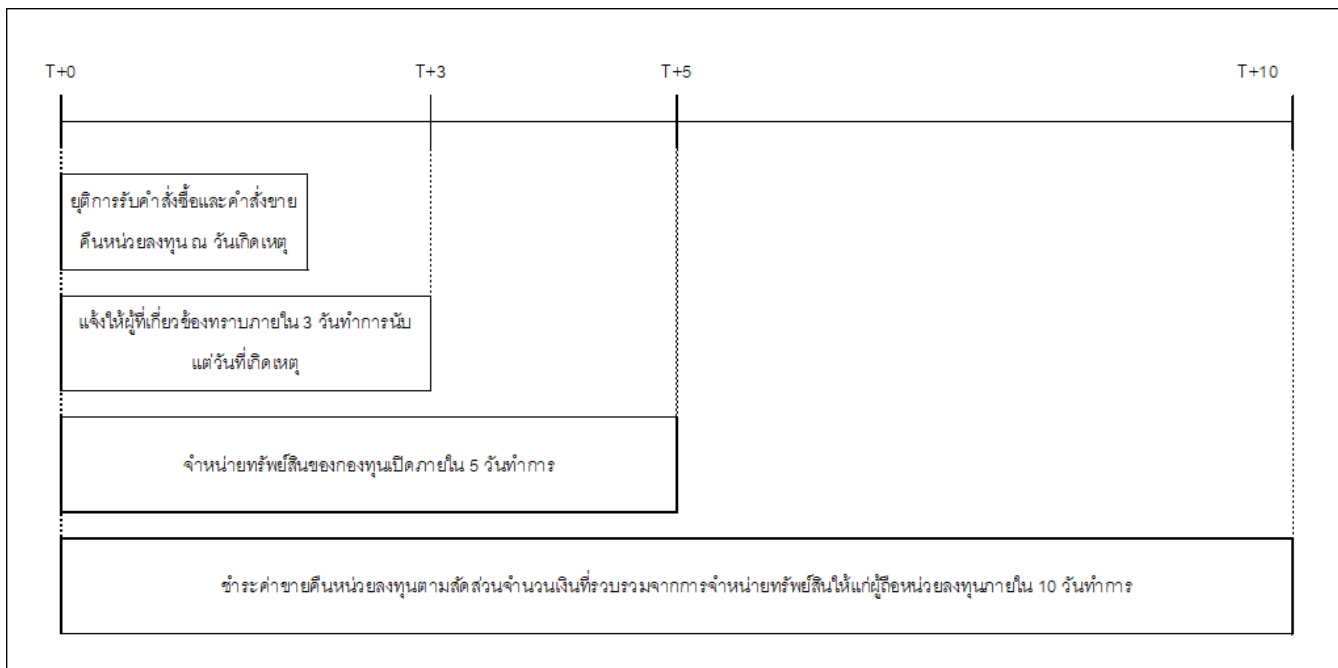 T+0 T+3 T+5 T+10
ยุติการรับคำสั่งซื้อและคำสั่งขาย
คืนหน่วยลงทุน ณ วันเกิดเหตุ
แจ้งให้ผู้ที่เกี่ยวข้องทราบภายใน 3 วันทำการนับ
แต่วันที่เกิดเหตุ
จำหน่ายทรัพย์สินของกองทุนเปิดภายใน 5 วันทำการ
ชำระค่าขายคืนหน่วยลงทุนตามสัดส่วนจำนวนเงินที่รวบรวมจากการจำหน่ายทรัพย์สินให้แก่ผู้ถือหน่วยลงทุนภายใน 10 วันทำการ